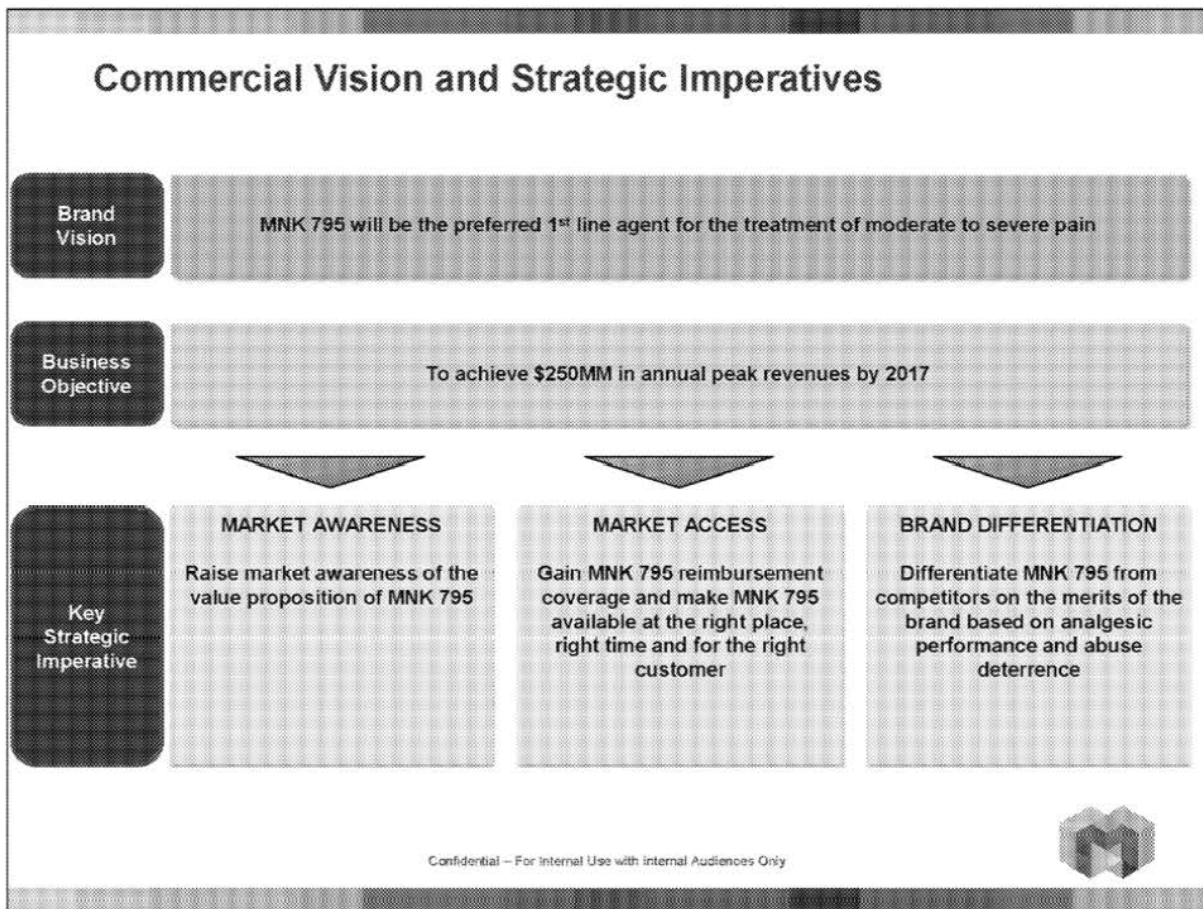 Commercial Vision and Strategic Imperatives
Brand
Vision
MNK 795 will be the preferred 1st line agent for the treatment of moderate to severe pain
Business
Objective
To achieve $250MM in annual peak revenues by 2017
Key
Strategic
Imperative
MARKET AWARENESS
Raise market awareness of the
value proposition of MNK 795
MARKET ACCESS
Gain MNK 795 reimbursement
coverage and make MNK 795
available at the right place,
right time and for the right
customer
BRAND DIFFERENTIATION
Differentiate MNK 795 from
competitors on the merits of the
brand based on analgesic
performance and abuse
deterrence
Confidential – For Internal Use with Internal Audiences Only
M